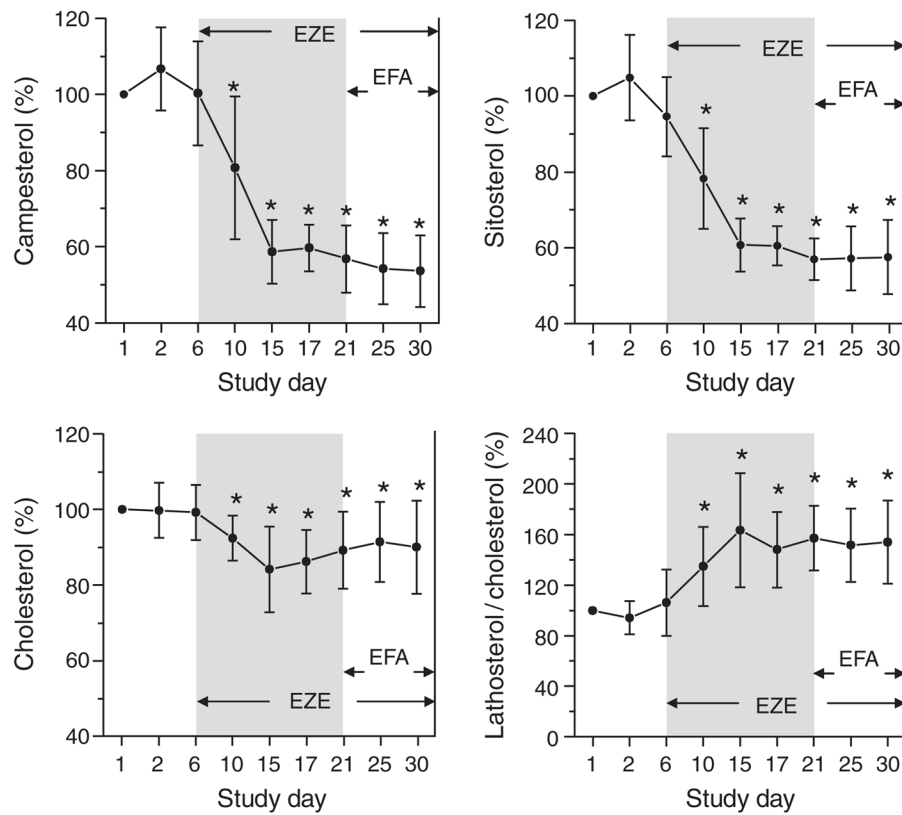 Campesterol (%)
120
100
80
60
40
EZE
EFA
*
*
*
*
*
*
1 2 6 10 15 17 21 25 30
Study day
Sitosterol (%)
120
100
80
60
40
EZE
EFA
*
*
*
*
*
*
1 2 6 10 15 17 21 25 30
Study day
Cholesterol (%)
120
100
80
60
40
*
*
*
*
*
*
EFA
EZE
1 2 6 10 15 17 21 25 30
Study day
Lathosterol / cholesterol (%)
240
200
160
120
80
40
0
*
*
*
*
*
*
EFA
EZE
1 2 6 10 15 17 21 25 30
Study day